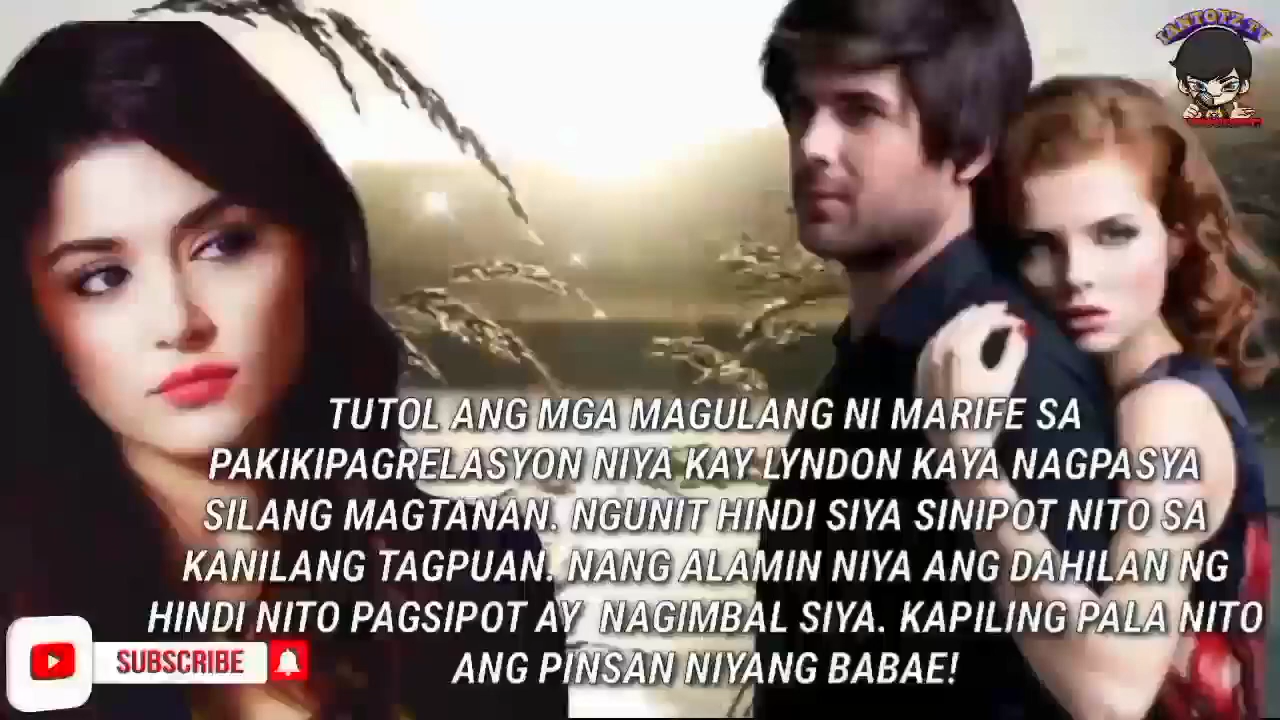 IANTOTZ TV
TUTOL ANG MGA MAGULANG NI MARIFE SA
PAKIKIPAGRELASYON NIYA KAY LYNDON KAYA NAGPASYA
SILANG MAGTANAN. NGUNIT HINDI SIYA SINIPOT NITO SA
KANILANG TAGPUAN. NANG ALAMIN NIYA ANG DAHILAN NG
HINDI NITO PAGSIPOT AY NAGIMBAL SIYA. KAPILING PALA NITO
ANG PINSAN NIYANG BABAE!
SUBSCRIBE